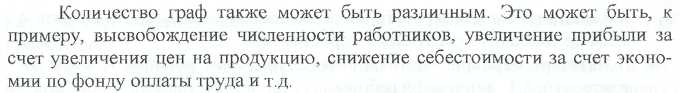 Количество граф также может быть различным. Это может быть, к
примеру, высвобождение численности работников, увеличение прибыли за
счет увеличения цен на продукцию, снижение себестоимости за счет эконо-
мии по фонду оплаты труда и т.д.